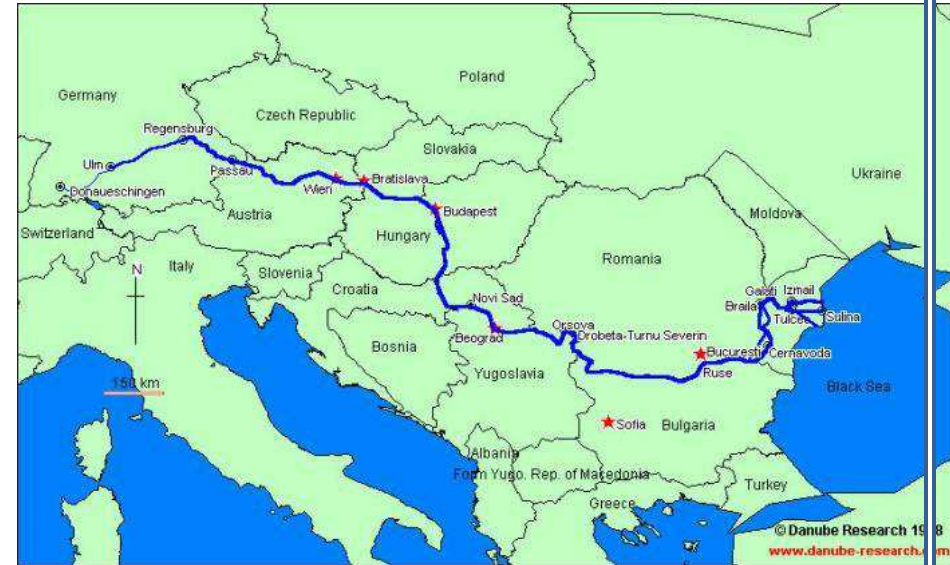 Poland
Germany
Czech Republic
Regensburg
Slovakia
Ulm
Passau
Bratislava
Wien
Ukraine
Donaueschingen
Budapest
Austria
Moldova
Switzerland
Hungary
Italy
N
Slovenia
Romania
Croatia
Novi Sad
Galati
Izmail
Braila
Tulcea
Sulina
Orsova
Beograd
Drobeta-Turnu Severin
Bosnia
Bucuresti
Cernavoda
Yugoslavia
Ruse
150 km
Black Sea
Sofia
Bulgaria
Albania
Form Yugo. Rep. of Macedonia
Turkey
Greece
© Danube Research